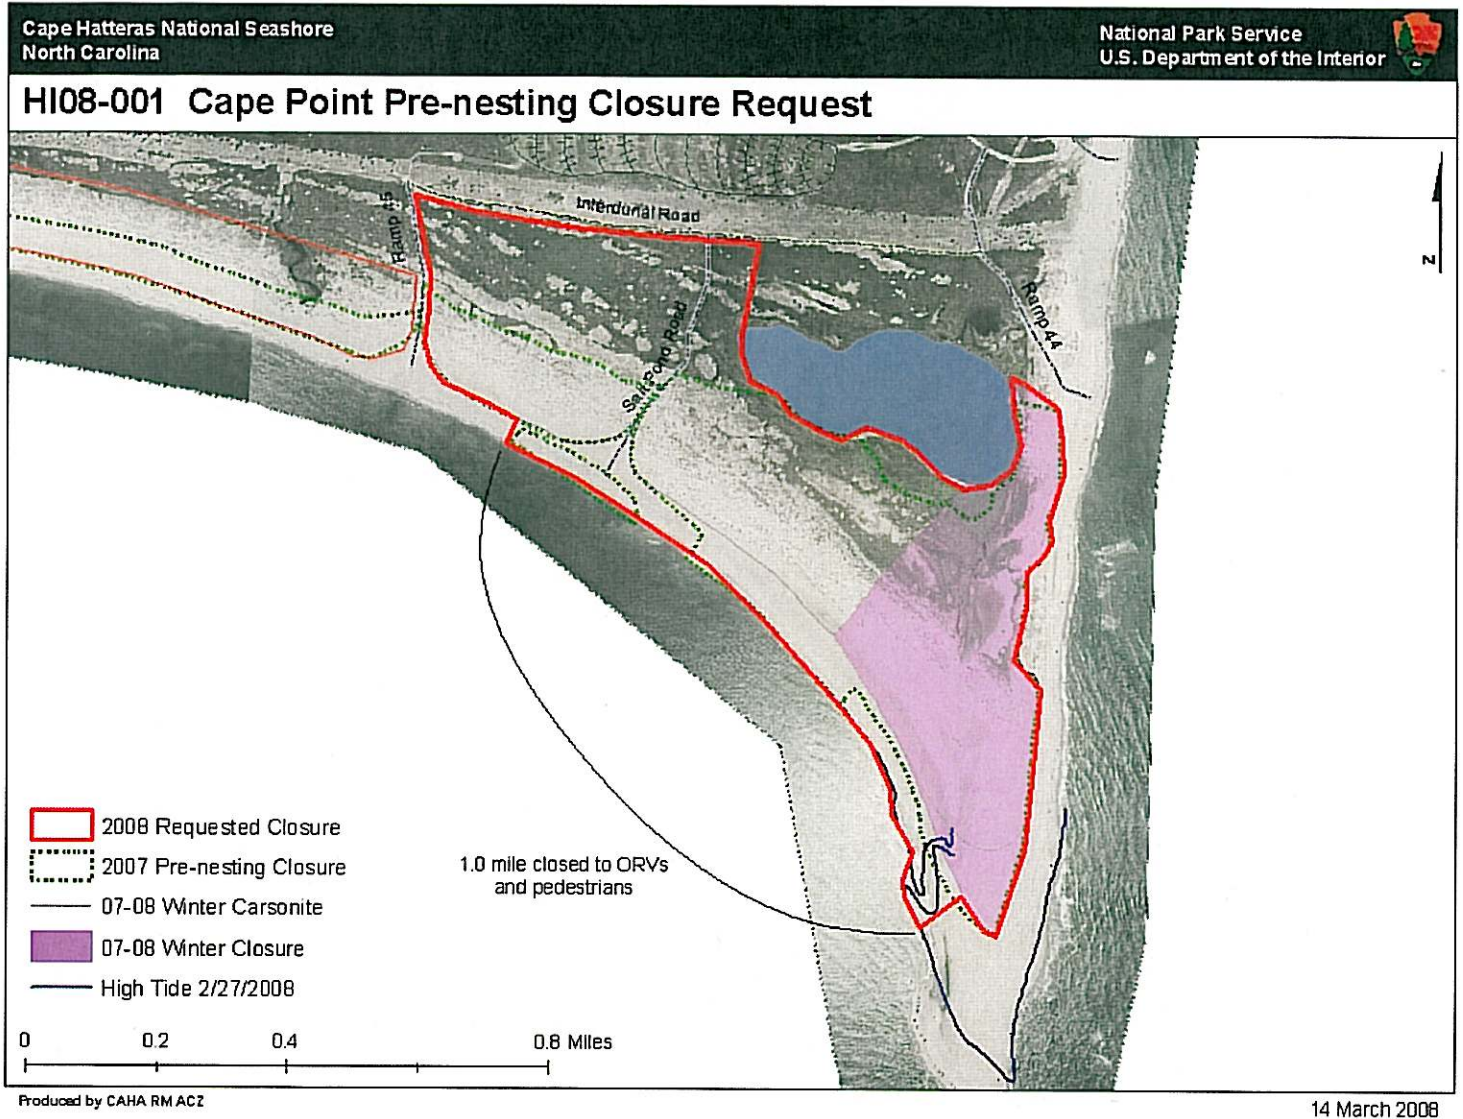 Cape Hatteras National Seashore
North Carolina
National Park Service
U.S. Department of the Interior
HI08-001 Cape Point Pre-nesting Closure Request
Interdunal Road
Ramp 45
Salt Pond Road
Ramp 44
N
2008 Requested Closure
2007 Pre-nesting Closure
07-08 Winter Carsonite
07-08 Winter Closure
High Tide 2/27/2008
1.0 mile closed to ORVs
and pedestrians
0 0.2 0.4 0.8 Miles
Produced by CAHA RM ACZ
14 March 2008